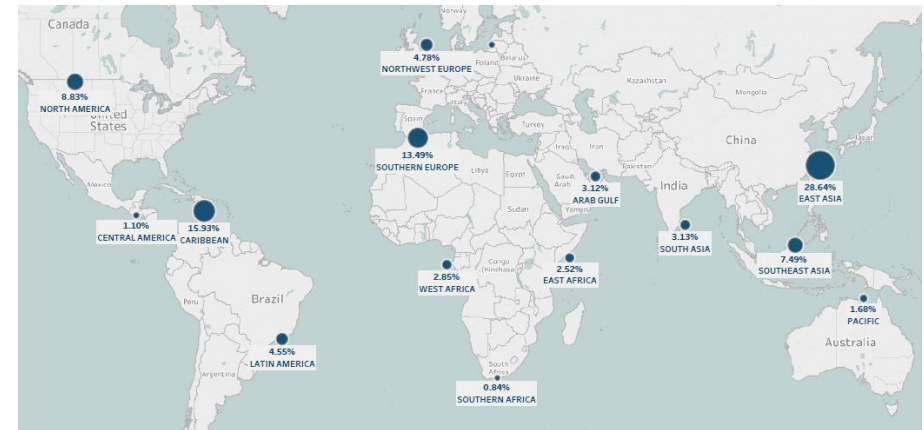 Norway
Canada
4.78%
NORTHWEST EUROPE
Poland
Belarus
Ukraine
Kazakhstan
France
8.83%
NORTH AMERICA
United
States
Mongolia
Italy
Spain
Turkey
China
Japan
13.49%
SOUTHERN EUROPE
Iraq
Iran
Pakistan
Libya
Egypt
Saudi
Arab
3.12%
ARAB GULF
India
28.64%
EAST ASIA
Mexico
Sudan
Yemen
1.10%
CENTRAL AMERICA
15.93%
CARIBBEAN
3.13%
SOUTH ASIA
7.49%
SOUTHEAST ASIA
2.85%
WEST AFRICA
Congo
(Kinshasa)
2.52%
EAST AFRICA
Peru
Brazil
1.68%
PACIFIC
Australia
4.55%
LATIN AMERICA
Argentina
South
Africa
0.84%
SOUTHERN AFRICA